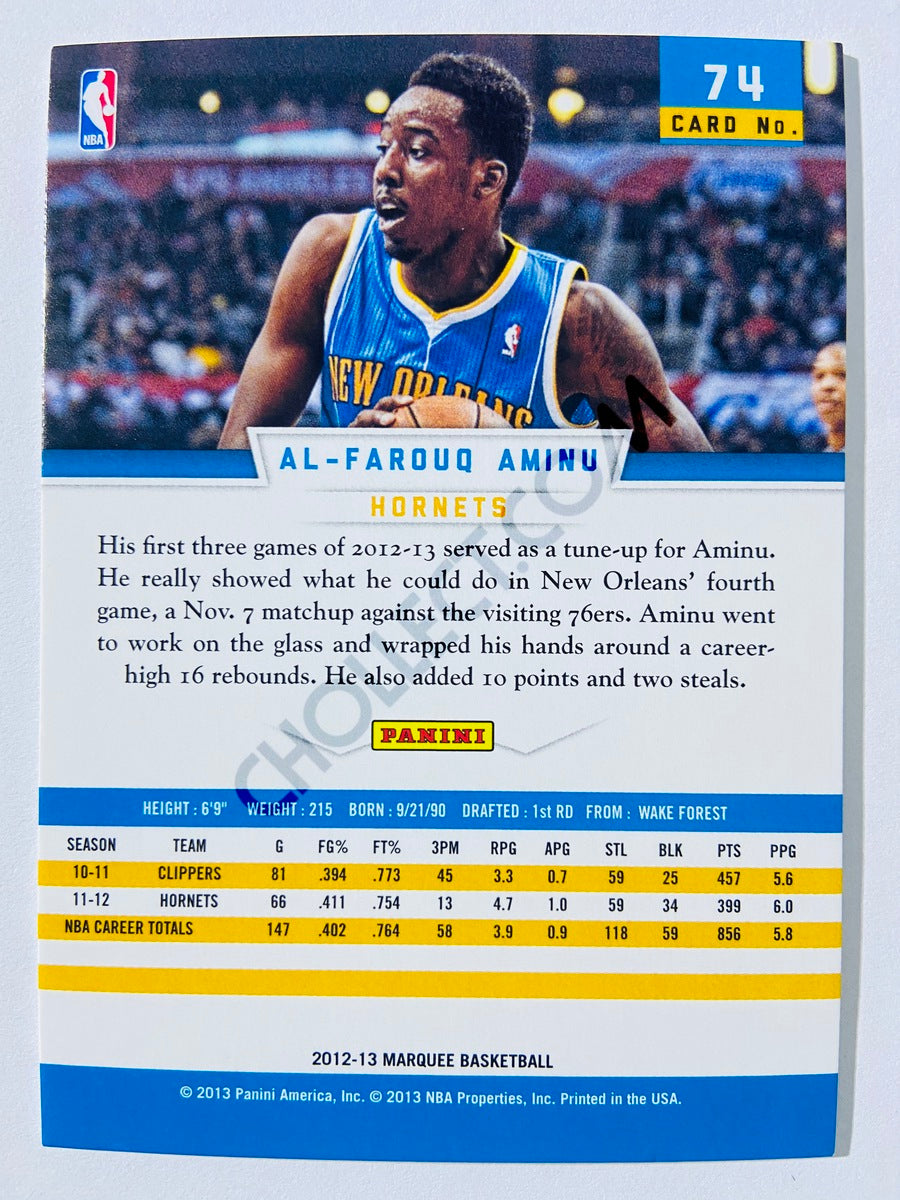 74
CARD No.
NBA
LOS ANGELES
NEW ORLEANS
AL-FAROUQ AMINU
HORNETS
His first three games of 2012-13 served as a tune-up for Aminu.
He really showed what he could do in New Orleans' fourth
game, a Nov. 7 matchup against the visiting 76ers. Aminu went
to work on the glass and wrapped his hands around a career-
high 16 rebounds. He also added 10 points and two steals.
CHOLLECT.COM
PANINI
HEIGHT : 6'9" WEIGHT : 215 BORN : 9/21/90 DRAFTED : 1st RD FROM : WAKE FOREST
SEASON TEAM G FG% FT% 3PM RPG APG STL BLK PTS PPG
10-11 CLIPPERS 81 .394 .773 45 3.3 0.7 59 25 457 5.6
11-12 HORNETS 66 .411 .754 13 4.7 1.0 59 34 399 6.0
NBA CAREER TOTALS 147 .402 .764 58 3.9 0.9 118 59 856 5.8
2012-13 MARQUEE BASKETBALL
© 2013 Panini America, Inc. © 2013 NBA Properties, Inc. Printed in the USA.